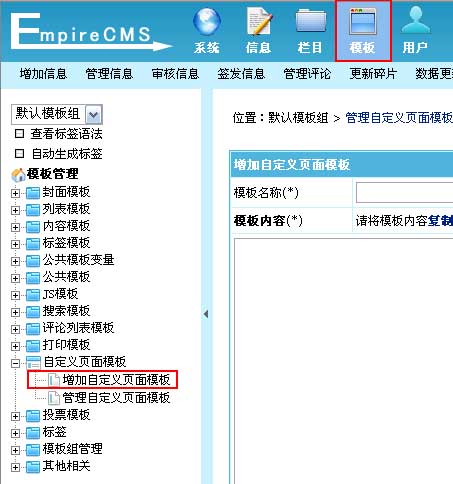 EmpireCMS
系统 信息 栏目 模板 用户
增加信息 管理信息 审核信息 签发信息 管理评论 更新碎片 数据更
默认模板组
位置：默认模板组 > 管理自定义页面模板
查看标签语法
自动生成标签
模板管理
增加自定义页面模板
封面模板
模板名称(*)
列表模板
内容模板
模板内容(*) 请将模板内容复制
标签模板
公共模板变量
公共模板
JS模板
搜索模板
评论列表模板
打印模板
自定义页面模板
增加自定义页面模板
管理自定义页面模板
投票模板
标签
模板组管理
其他相关